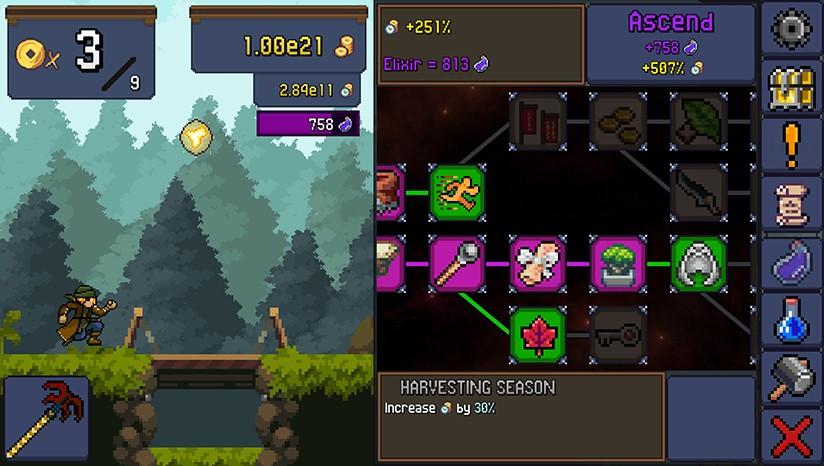 x 3 / 9
1.00e21
2.84e11
758
+251%
Elixir = 813
Ascend
+758
+507%
HARVESTING SEASON
Increase by 30%